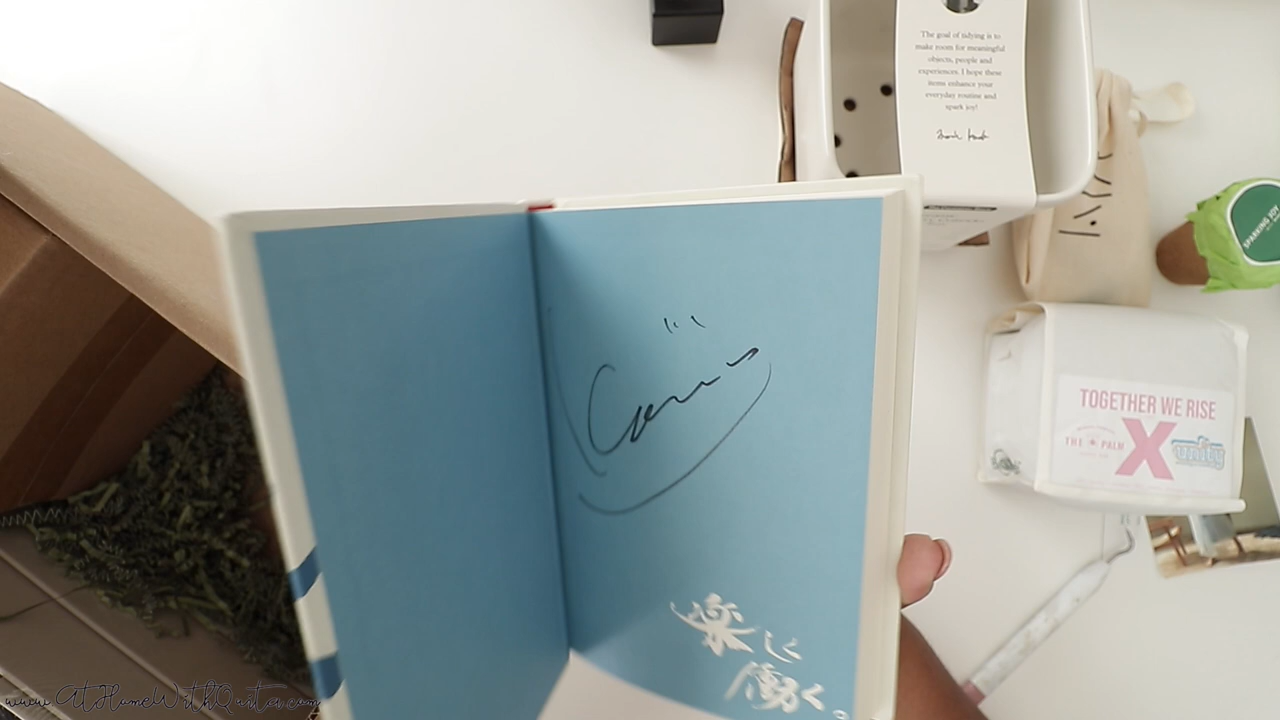 The goal of tidying is to
make room for meaningful
objects, people and
experiences. I hope these
items enhance your
everyday routine and
spark joy!
SPARKING JOY
TOGETHER WE RISE
THE PALM
X
unity
楽しく
働く。
www.AtHomeWithQuita.com